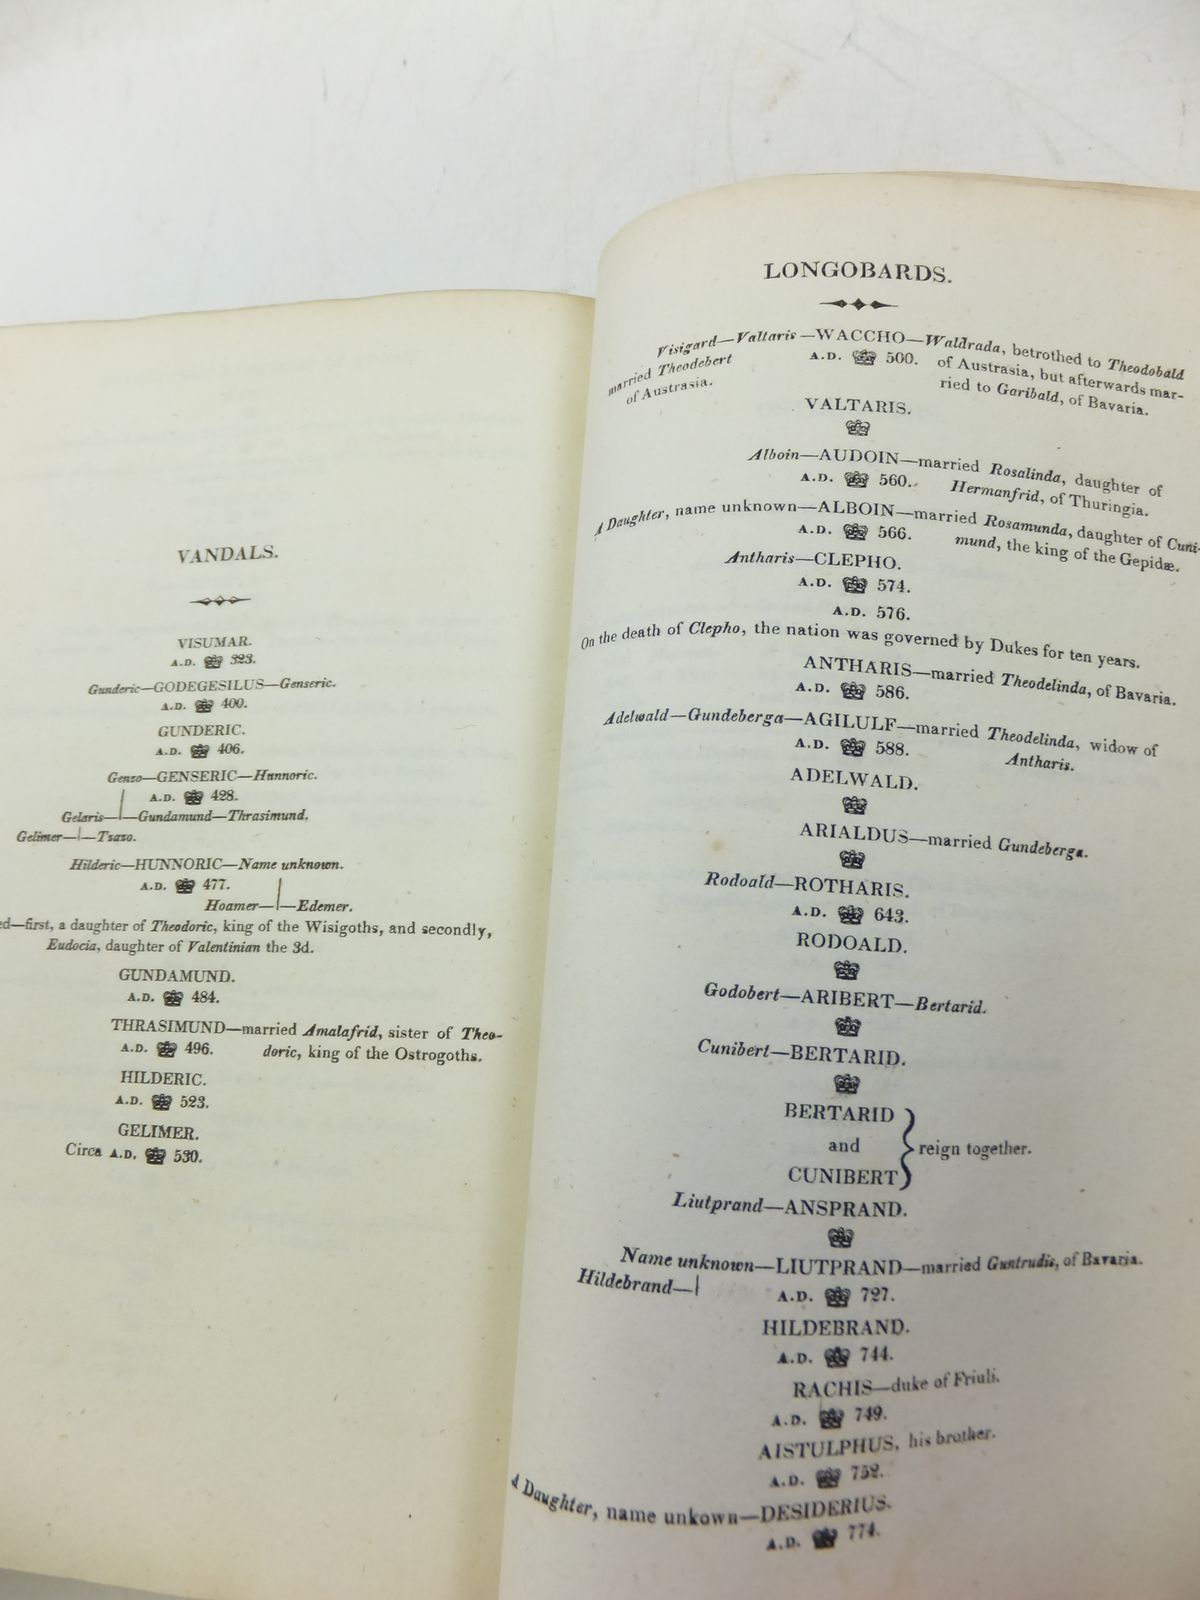 VANDALS.
VISUMAR.
A.D. 323.
Gunderic—GODEGESILUS—Genseric.
A.D. 400.
GUNDERIC.
A.D. 406.
Genzo—GENSERIC—Hunnoric.
A.D. 428.
Gelaris—|—Gundamund—Thrasimund.
Gelimer—|—Tzazo.
Hilderic—HUNNORIC—Name unknown.
A.D. 477.
Hoamer—|—Edemer.
ed—first, a daughter of Theodoric, king of the Wisigoths, and secondly,
Eudocia, daughter of Valentinian the 3d.
GUNDAMUND.
A.D. 484.
THRASIMUND—married Amalafrid, sister of Theo-
A.D. 496. doric, king of the Ostrogoths.
HILDERIC.
A.D. 523.
GELIMER.
Circa A.D. 530.
LONGOBARDS.
Visigard—Valtaris—WACCHO—Waldrada, betrothed to Theodobald
married Theodebert A.D. 500. of Austrasia, but afterwards mar-
of Austrasia. ried to Garibald, of Bavaria.
VALTARIS.
Alboin—AUDOIN—married Rosalinda, daughter of
A.D. 560. Hermanfrid, of Thuringia.
A Daughter, name unknown—ALBOIN—married Rosamunda, daughter of Cuni-
A.D. 566. mund, the king of the Gepidæ.
Antharis—CLEPHO.
A.D. 574.
A.D. 576.
On the death of Clepho, the nation was governed by Dukes for ten years.
ANTHARIS—married Theodelinda, of Bavaria.
A.D. 586.
Adelwald—Gundeberga—AGILULF—married Theodelinda, widow of
A.D. 588. Antharis.
ADELWALD.
ARIALDUS—married Gundeberga.
Rodoald—ROTHARIS.
A.D. 643.
RODOALD.
Godobert—ARIBERT—Bertarid.
Cunibert—BERTARID.
BERTARID
and } reign together.
CUNIBERT
Liutprand—ANSPRAND.
Name unknown—LIUTPRAND—married Guntrudis, of Bavaria.
Hildebrand—| A.D. 727.
HILDEBRAND.
A.D. 744.
RACHIS—duke of Friuli.
A.D. 749.
AISTULPHUS, his brother.
A.D. 752.
A Daughter, name unkown—DESIDERIUS.
A.D. 774.